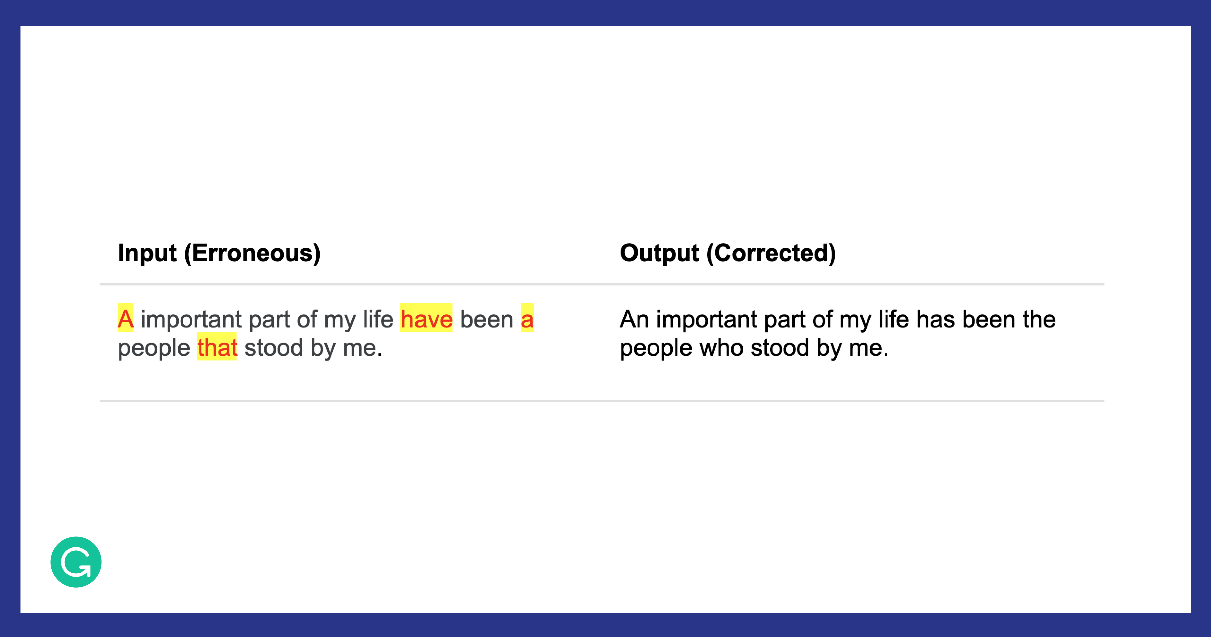 Input (Erroneous)
Output (Corrected)
A important part of my life have been a
people that stood by me.
An important part of my life has been the
people who stood by me.